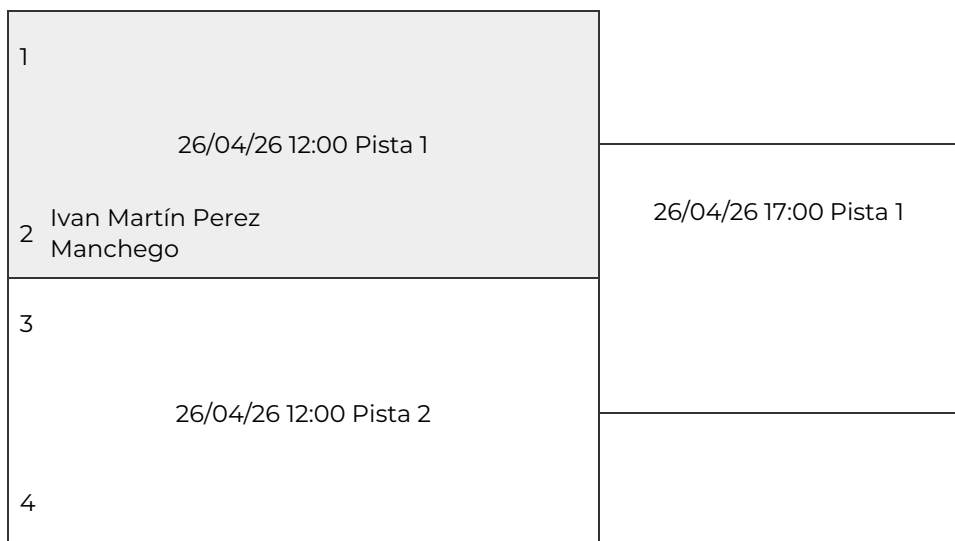 1
26/04/26 12:00 Pista 1
2 Ivan Martín Perez
Manchego
26/04/26 17:00 Pista 1
3
26/04/26 12:00 Pista 2
4